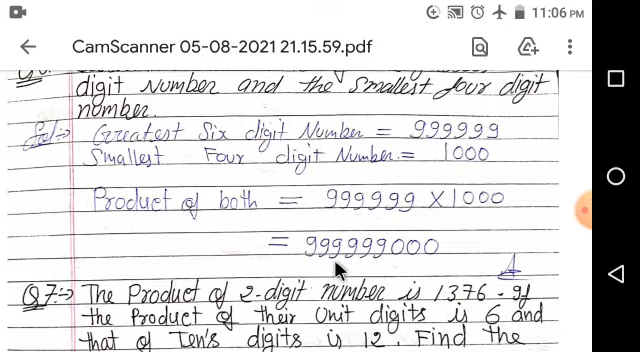 11:06 PM
CamScanner 05-08-2021 21.15.59.pdf
digit Number and the Smallest four digit
number.
Sol:-> Greatest Six digit Number = 999999
Smallest Four digit Number = 1000
Product of both = 999999 X 1000
= 999999000
Q7:-> The Product of 2-digit number is 1376. If
the Product of their Unit digits is 6 and
that of Ten's digits is 12. Find the